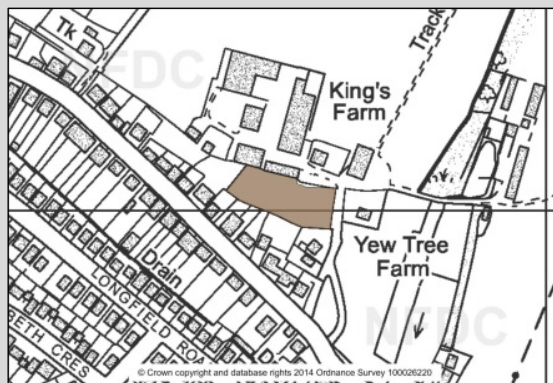 Tk
Track
NFDC
King's
Farm
Yew Tree
Farm
Drain
LONGFIELD ROA
BETH CRES
NFDC
© Crown copyright and database rights 2014 Ordnance Survey 100026220